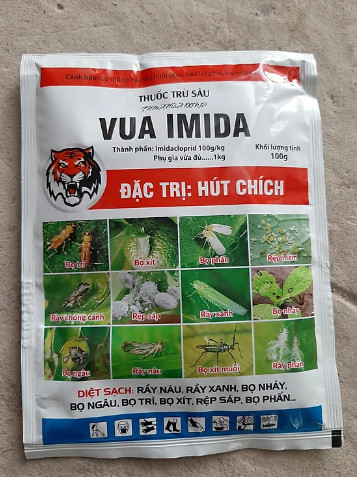 THUỐC TRỪ SÂU
VUA IMIDA
Thành phần: Imidacloprid 100g/kg
Phụ gia vừa đủ......1kg
Khối lượng tịnh
100g
ĐẶC TRỊ: HÚT CHÍCH
Bọ trĩ
Bọ xít
Bọ phấn
Rệp mềm
Rầy chổng cánh
Rệp sáp
Rầy xanh
Bọ nhảy
Bọ ngâu
Rầy nâu
Bọ xít muỗi
Rầy phấn
DIỆT SẠCH: RẦY NÂU, RẦY XANH, BỌ NHẢY,
BỌ NGÂU, BỌ TRĨ, BỌ XÍT, RỆP SÁP, BỌ PHẤN...